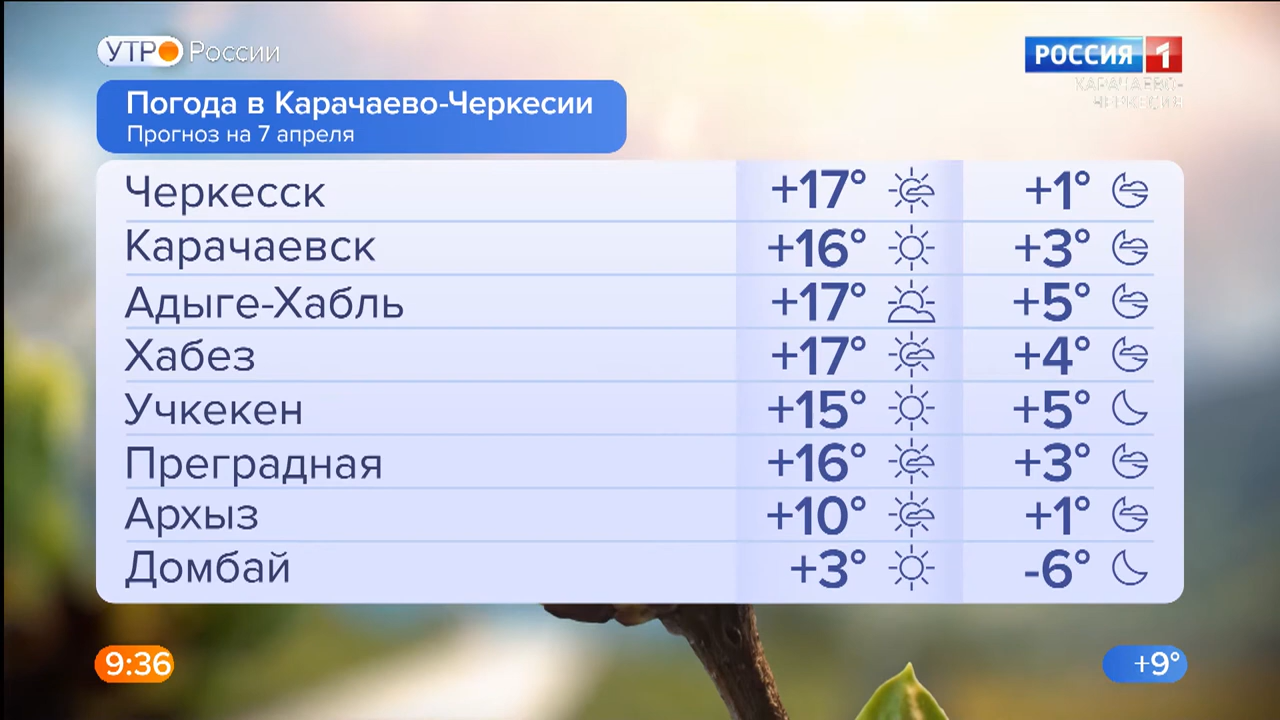 УТРО России
РОССИЯ 1
КАРАЧАЕВО-
ЧЕРКЕСИЯ
Погода в Карачаево-Черкесии
Прогноз на 7 апреля
Черкесск +17° +1°
Карачаевск +16° +3°
Адыге-Хабль +17° +5°
Хабез +17° +4°
Учкекен +15° +5°
Преградная +16° +3°
Архыз +10° +1°
Домбай +3° -6°
9:36 +9°